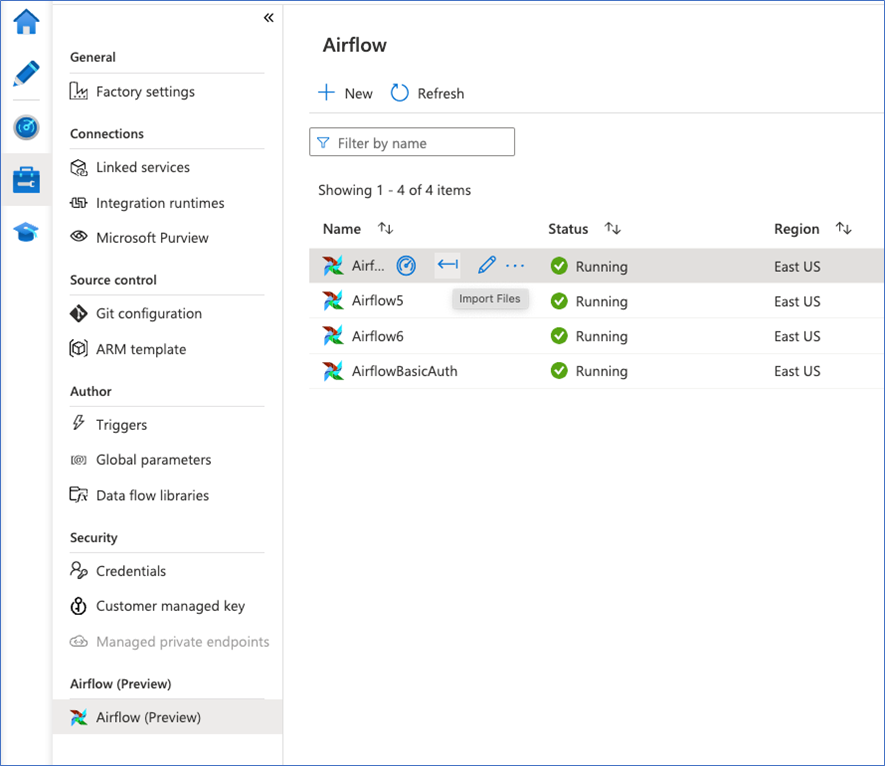 «
General
Factory settings
Connections
Linked services
Integration runtimes
Microsoft Purview
Source control
Git configuration
ARM template
Author
Triggers
Global parameters
Data flow libraries
Security
Credentials
Customer managed key
Managed private endpoints
Airflow (Preview)
Airflow (Preview)
Airflow
New Refresh
Filter by name
Showing 1 - 4 of 4 items
Name Status Region
Airf... ... Running East US
Import Files
Airflow5 Running East US
Airflow6 Running East US
AirflowBasicAuth Running East US